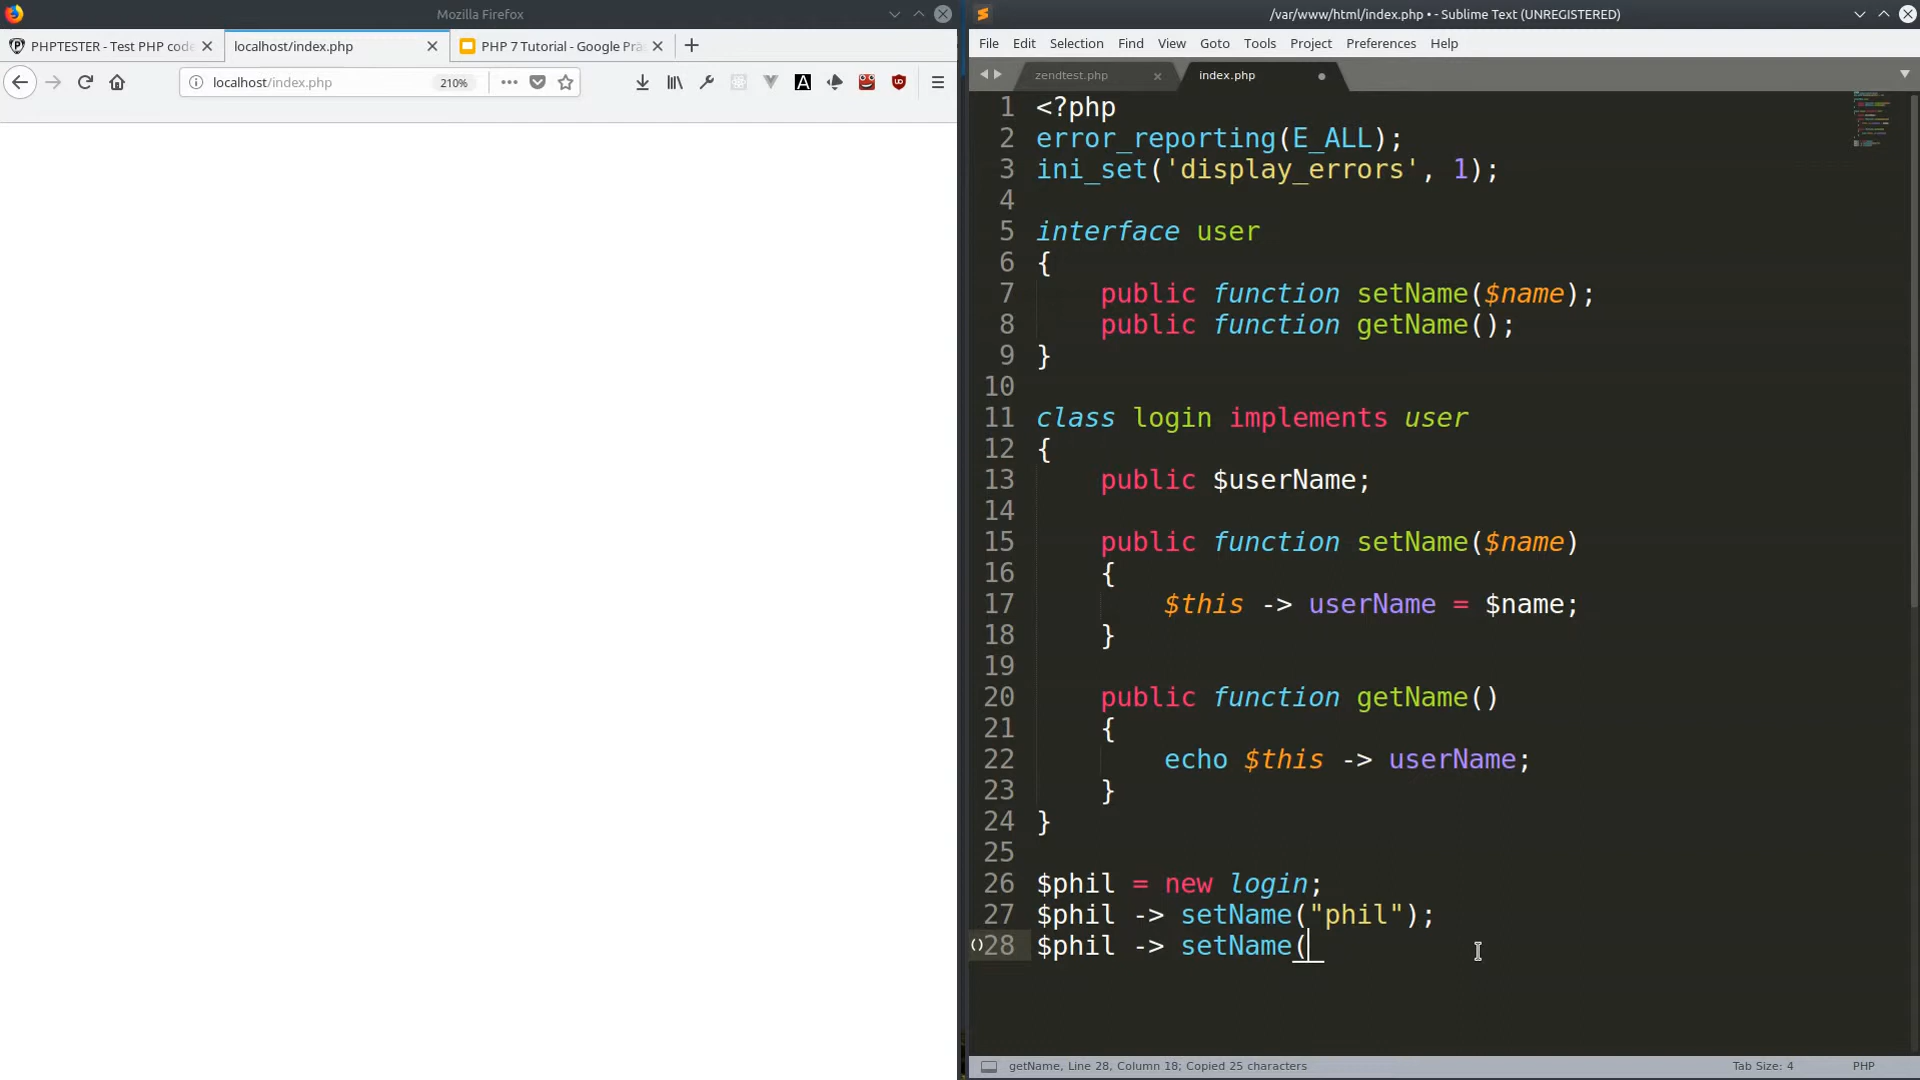 Mozilla Firefox
PHPTESTER - Test PHP code
localhost/index.php
PHP 7 Tutorial - Google Prä
localhost/index.php
210%
/var/www/html/index.php • - Sublime Text (UNREGISTERED)
File Edit Selection Find View Goto Tools Project Preferences Help
zendtest.php
index.php
1 <?php
2 error_reporting(E_ALL);
3 ini_set('display_errors', 1);
4
5 interface user
6 {
7 public function setName($name);
8 public function getName();
9 }
10
11 class login implements user
12 {
13 public $userName;
14
15 public function setName($name)
16 {
17 $this -> userName = $name;
18 }
19
20 public function getName()
21 {
22 echo $this -> userName;
23 }
24 }
25
26 $phil = new login;
27 $phil -> setName("phil");
28 $phil -> setName(
getName, Line 28, Column 18; Copied 25 characters
Tab Size: 4
PHP